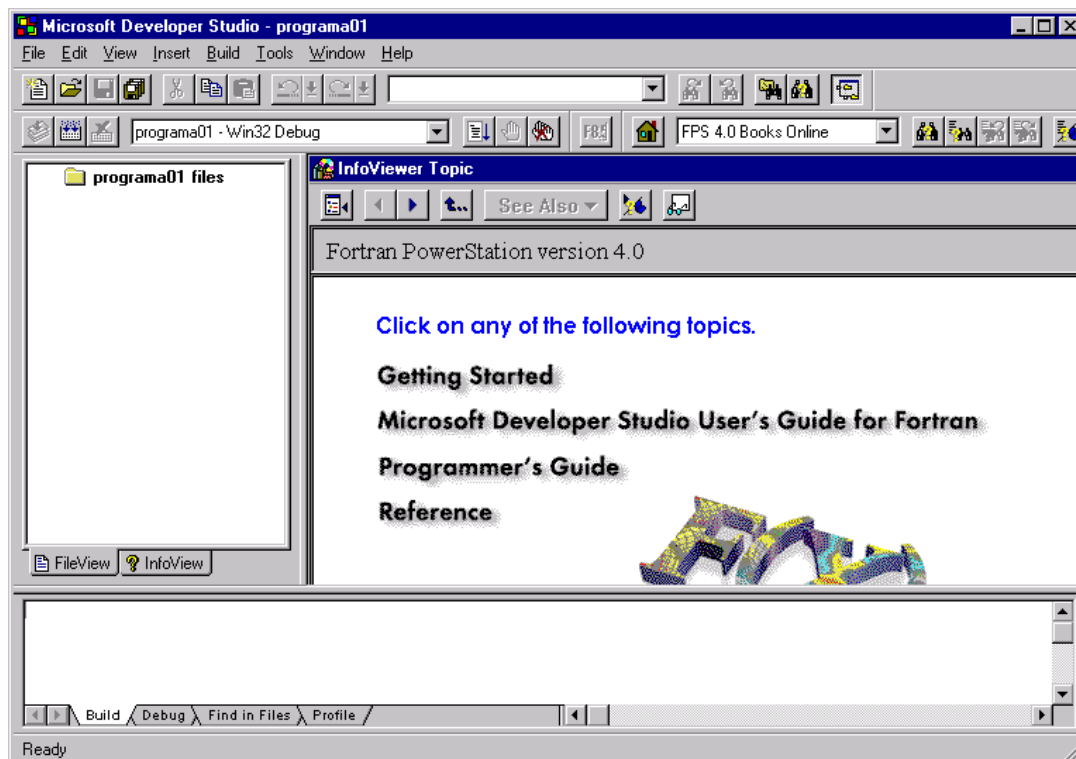 Microsoft Developer Studio - programa01
File Edit View Insert Build Tools Window Help
programa01 - Win32 Debug
FPS 4.0 Books Online
programa01 files
InfoViewer Topic
See Also
Fortran PowerStation version 4.0
Click on any of the following topics.
Getting Started
Microsoft Developer Studio User's Guide for Fortran
Programmer's Guide
Reference
FileView InfoView
Build Debug Find in Files Profile
Ready